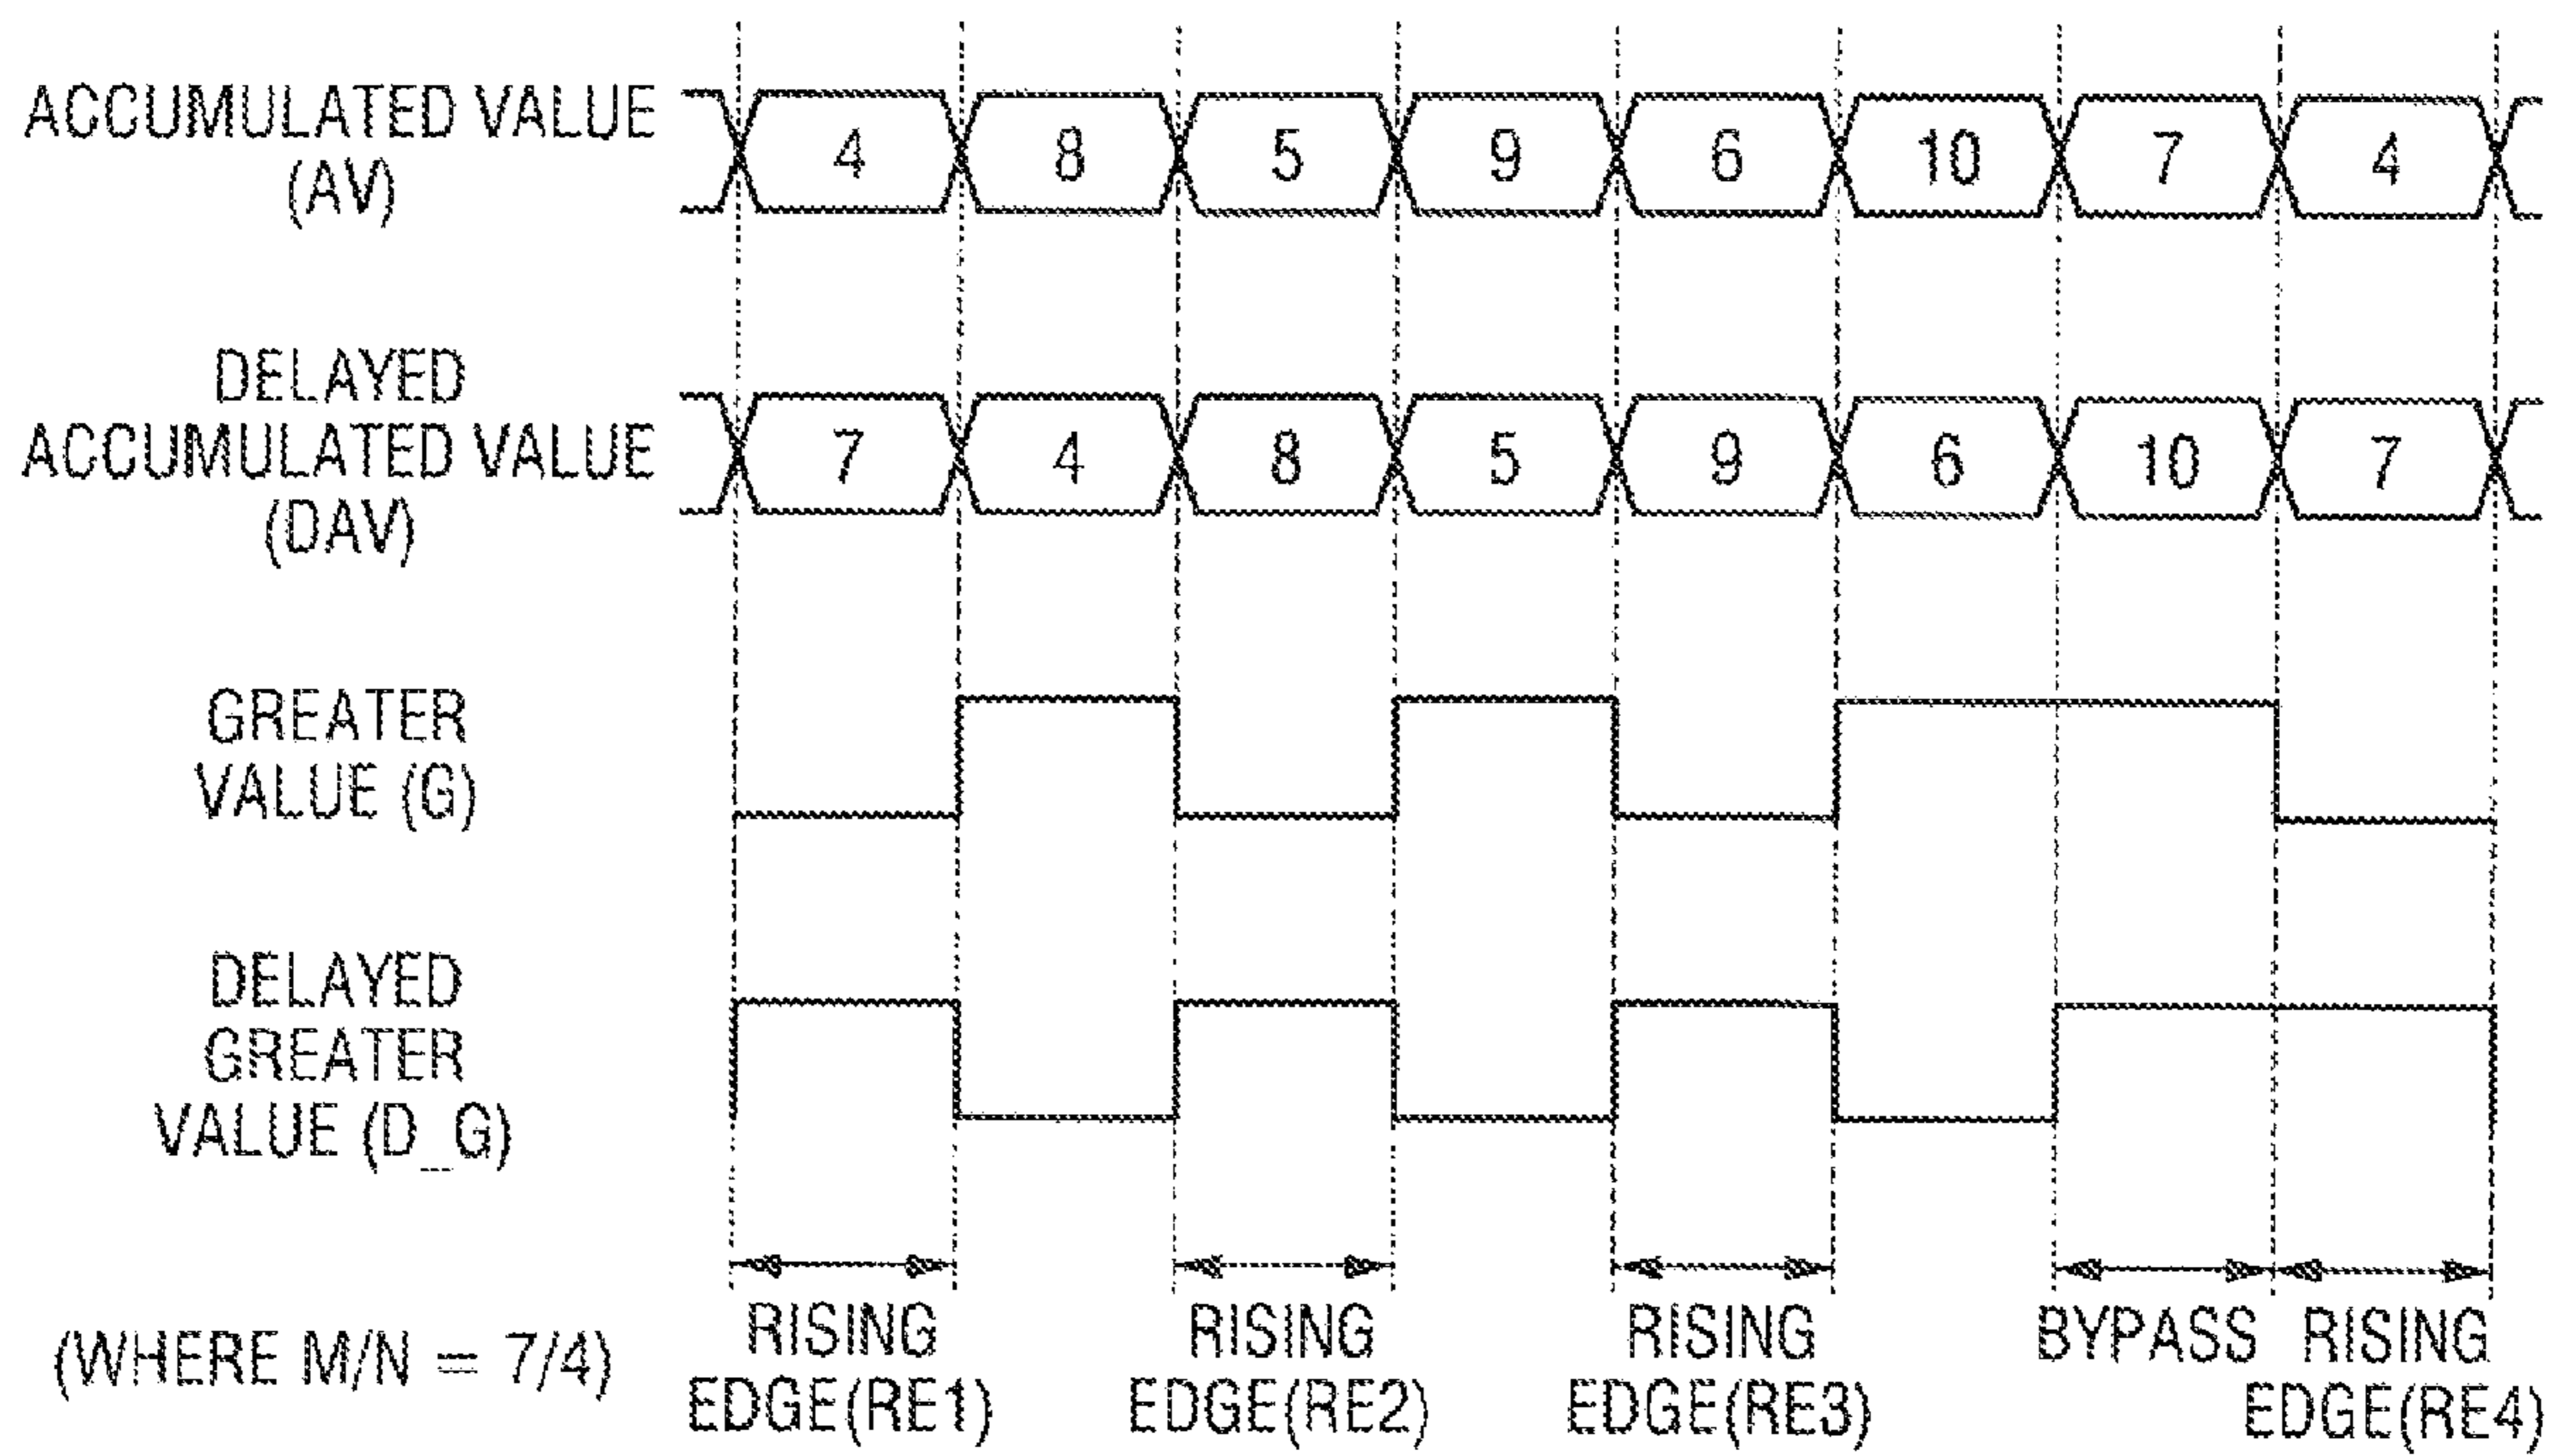 ACCUMULATED VALUE
(AV)
4 8 5 9 6 10 7 4
DELAYED
ACCUMULATED VALUE
(DAV)
7 4 8 5 9 6 10 7
GREATER
VALUE (G)
DELAYED
GREATER
VALUE (D_G)
(WHERE M/N = 7/4)
RISING
EDGE(RE1)
RISING
EDGE(RE2)
RISING
EDGE(RE3)
BYPASS
RISING
EDGE(RE4)